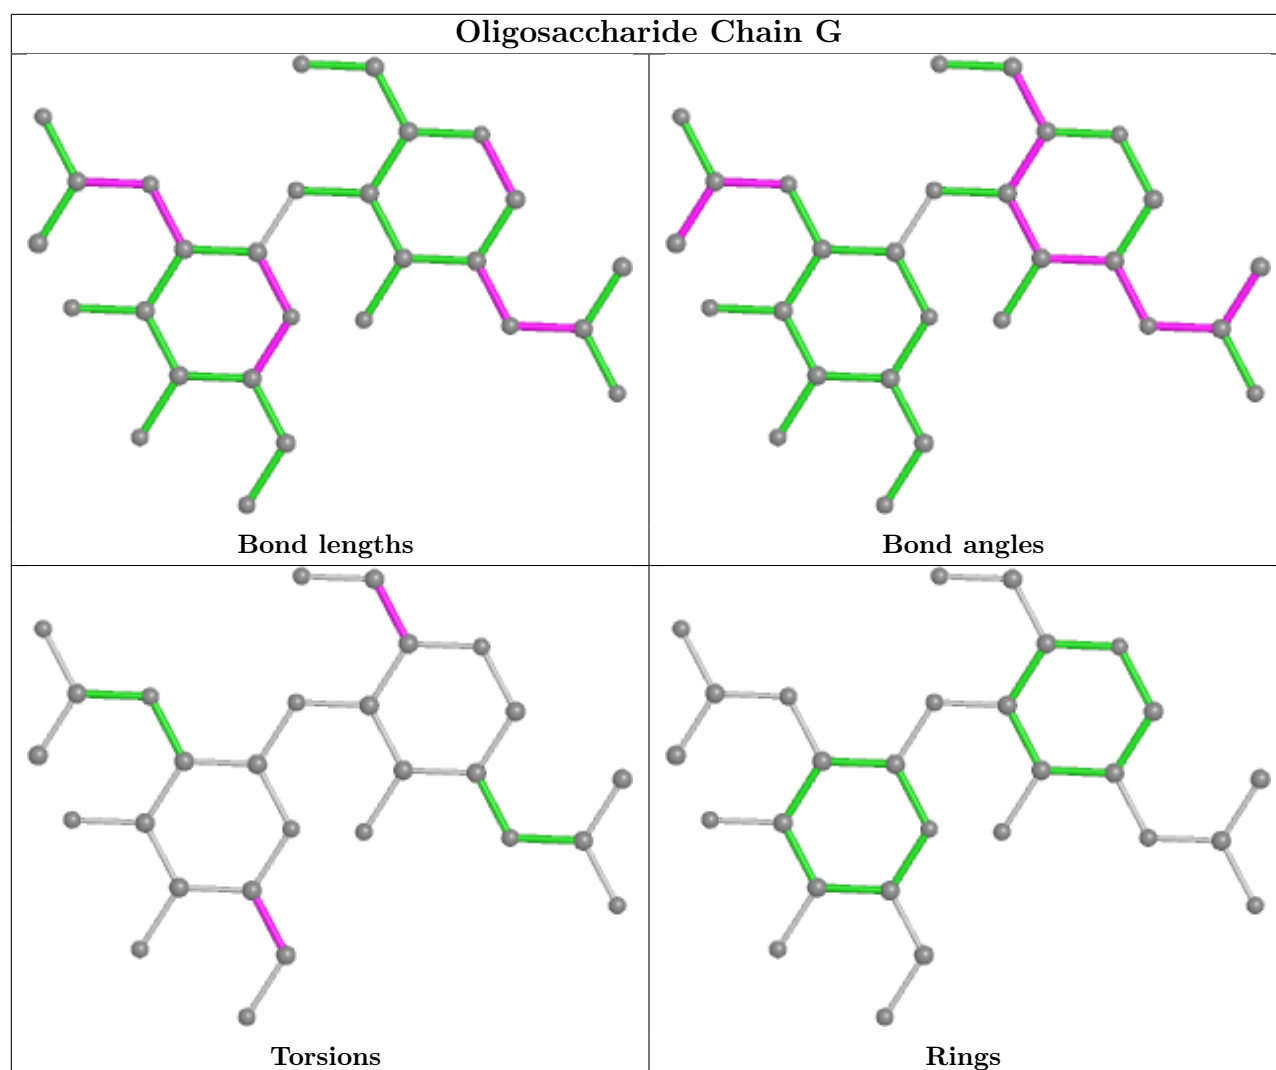 Oligosaccharide Chain G
Bond lengths
Bond angles
Torsions
Rings